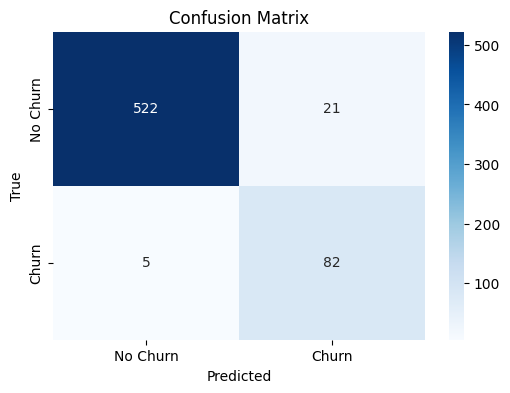 Confusion Matrix
No Churn
522
21
Churn
5
82
True
No Churn
Churn
Predicted
500
400
300
200
100